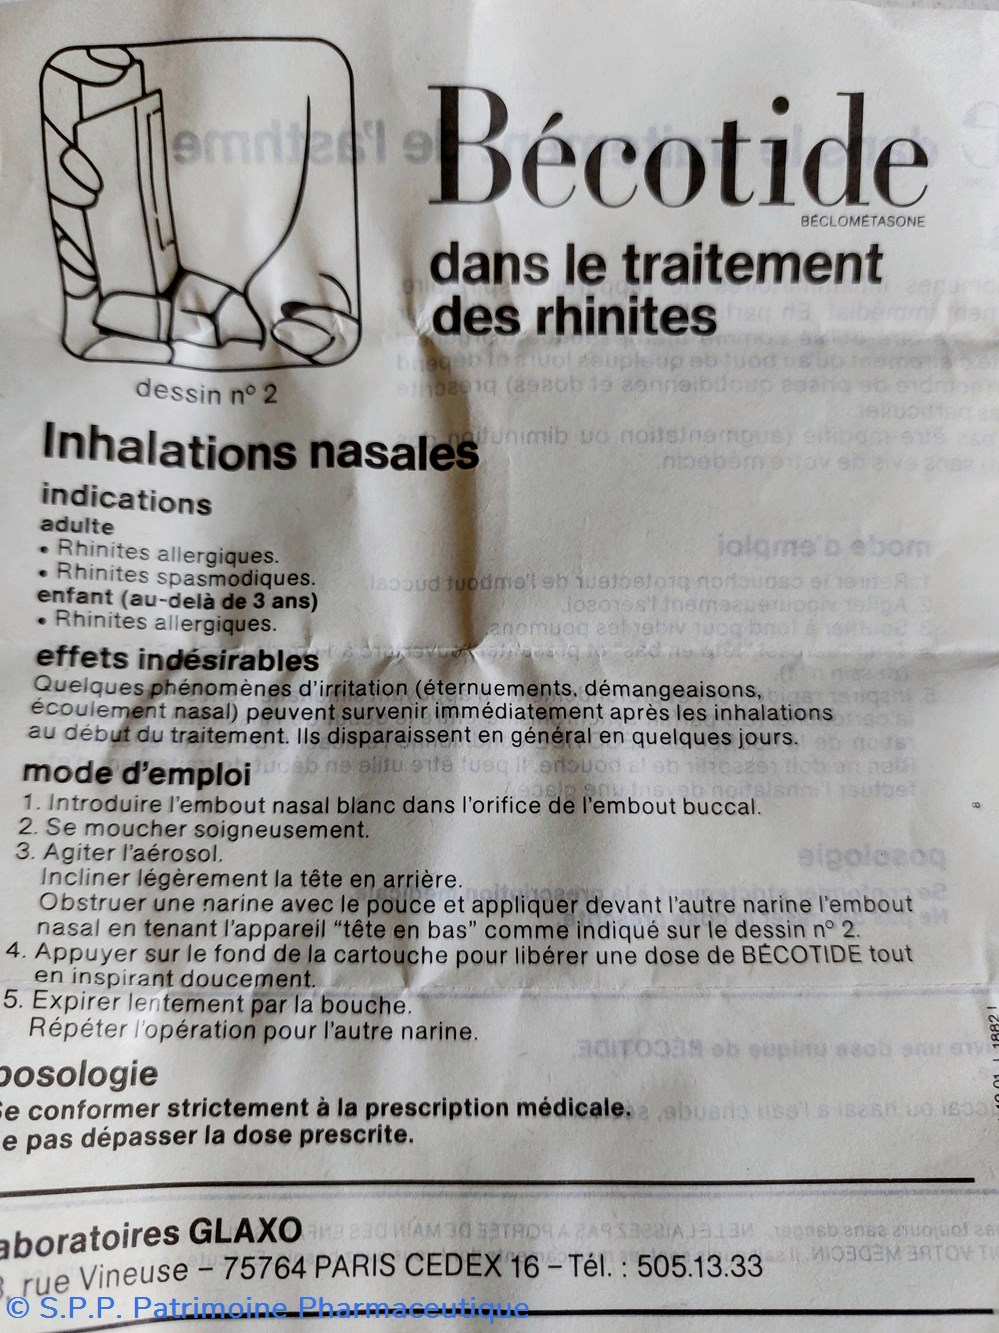 Bécotide
BÉCLOMÉTASONE
dans le traitement
des rhinites
dessin nº 2
Inhalations nasales
indications
adulte
• Rhinites allergiques.
• Rhinites spasmodiques.
enfant (au-delà de 3 ans)
• Rhinites allergiques.
effets indésirables
Quelques phénomènes d'irritation (éternuements, démangeaisons,
écoulement nasal) peuvent survenir immédiatement après les inhalations
au début du traitement. Ils disparaissent en général en quelques jours.
mode d'emploi
1. Introduire l'embout nasal blanc dans l'orifice de l'embout buccal.
2. Se moucher soigneusement.
3. Agiter l'aérosol.
Incliner légèrement la tête en arrière.
Obstruer une narine avec le pouce et appliquer devant l'autre narine l'embout
nasal en tenant l'appareil "tête en bas" comme indiqué sur le dessin nº 2.
4. Appuyer sur le fond de la cartouche pour libérer une dose de BÉCOTIDE tout
en inspirant doucement.
5. Expirer lentement par la bouche.
Répéter l'opération pour l'autre narine.
posologie
Se conformer strictement à la prescription médicale.
e pas dépasser la dose prescrite.
aboratoires GLAXO
, rue Vineuse – 75764 PARIS CEDEX 16 – Tél. : 505.13.33
© S.P.P. Patrimoine Pharmaceutique